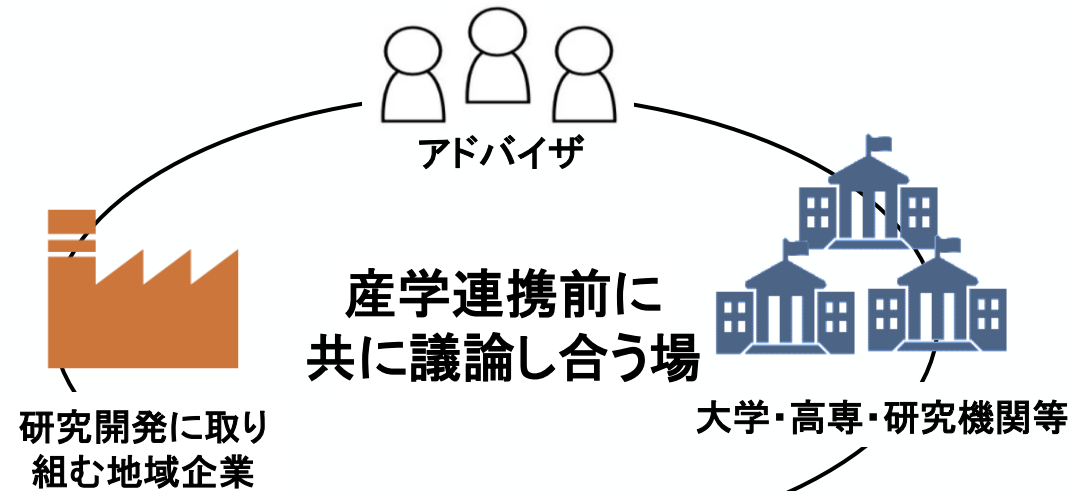 アドバイザ
産学連携前に
共に議論し合う場
大学・高専・研究機関等
研究開発に取り
組む地域企業